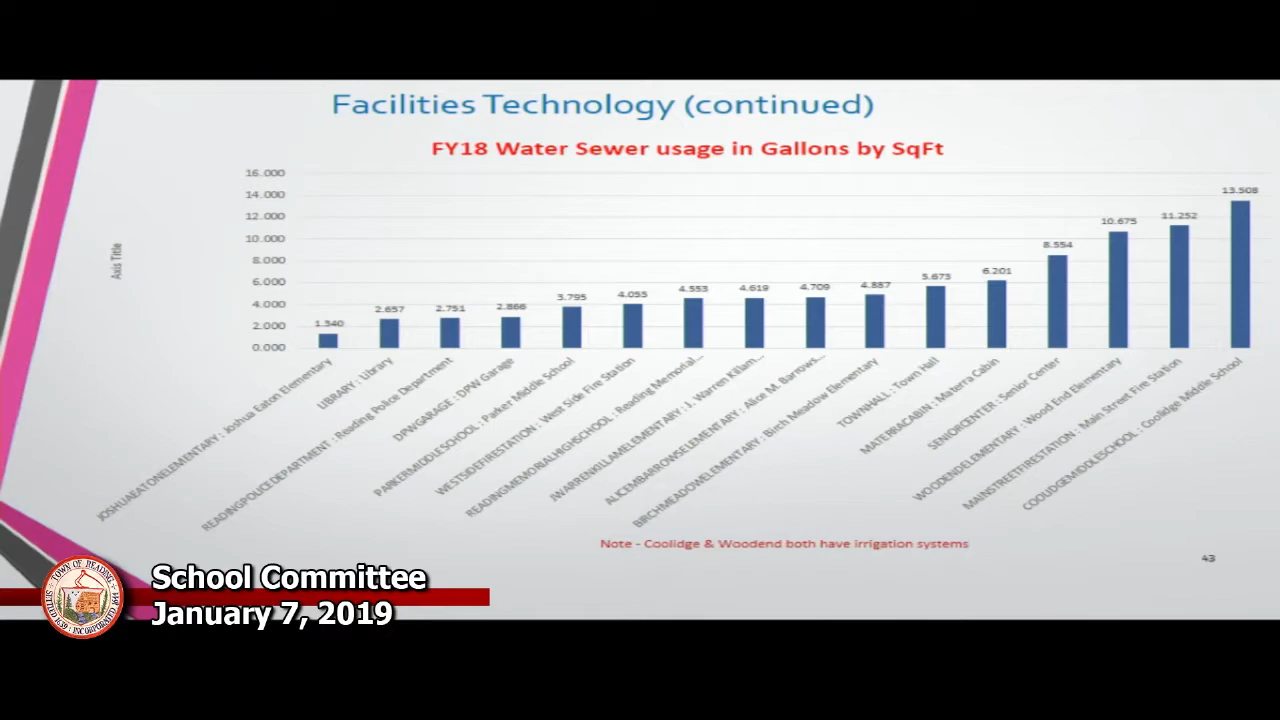 Facilities Technology (continued)
FY18 Water Sewer usage in Gallons by SqFt
16.000
14.000
12.000
10.000
8.000
6.000
4.000
2.000
0.000
Axis Title
1.340
2.657
2.751
2.866
3.795
4.055
4.553
4.619
4.709
4.887
5.673
6.201
8.554
10.675
11.252
13.508
JOSHUAEATONELEMENTARY : Joshua Eaton Elementary
LIBRARY : Library
READINGPOLICEDEPARTMENT : Reading Police Department
DPWGARAGE : DPW Garage
PARKERMIDDLESCHOOL : Parker Middle School
WESTSIDEFIRESTATION : West Side Fire Station
READINGMEMORIALHIGHSCHOOL : Reading Memorial...
JWARRENKILLAMELEMENTARY : J. Warren Killam...
ALICEMBARROWSELEMENTARY : Alice M. Barrows...
BIRCHMEADOWELEMENTARY : Birch Meadow Elementary
TOWNHALL : Town Hall
MATERRACABIN : Materra Cabin
SENIORCENTER : Senior Center
WOODENDELEMENTARY : Wood End Elementary
MAINSTREETFIRESTATION : Main Street Fire Station
COOLIDGEMIDDLESCHOOL : Coolidge Middle School
Note - Coolidge & Woodend both have irrigation systems
43
TOWN OF READING
SETTLED 1639
INCORPORATED 1644
School Committee
January 7, 2019